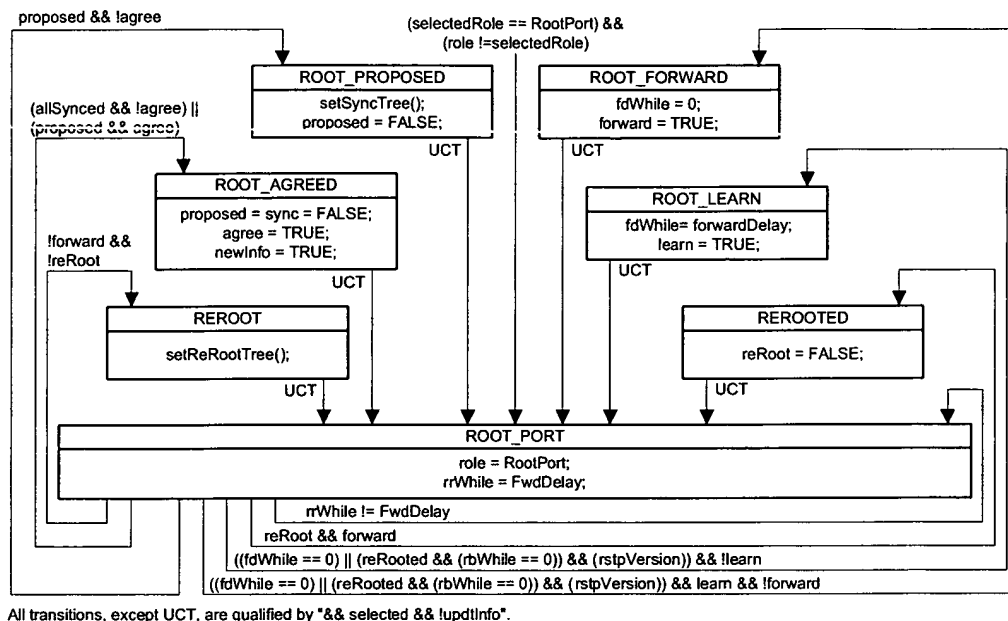 proposed && !agree
(selectedRole == RootPort) &&
(role !=selectedRole)
ROOT_PROPOSED
setSyncTree();
proposed = FALSE;
UCT
ROOT_FORWARD
fdWhile = 0;
forward = TRUE;
UCT
(allSynced && !agree) ||
(proposed && agree)
ROOT_AGREED
proposed = sync = FALSE;
agree = TRUE;
newInfo = TRUE;
UCT
ROOT_LEARN
fdWhile= forwardDelay;
learn = TRUE;
UCT
!forward &&
!reRoot
REROOT
setReRootTree();
UCT
REROOTED
reRoot = FALSE;
UCT
ROOT_PORT
role = RootPort;
rrWhile = FwdDelay;
rrWhile != FwdDelay
reRoot && forward
((fdWhile == 0) || (reRooted && (rbWhile == 0)) && (rstpVersion)) && !learn
((fdWhile == 0) || (reRooted && (rbWhile == 0)) && (rstpVersion)) && learn && !forward
All transitions, except UCT, are qualified by "&& selected && !updtInfo".